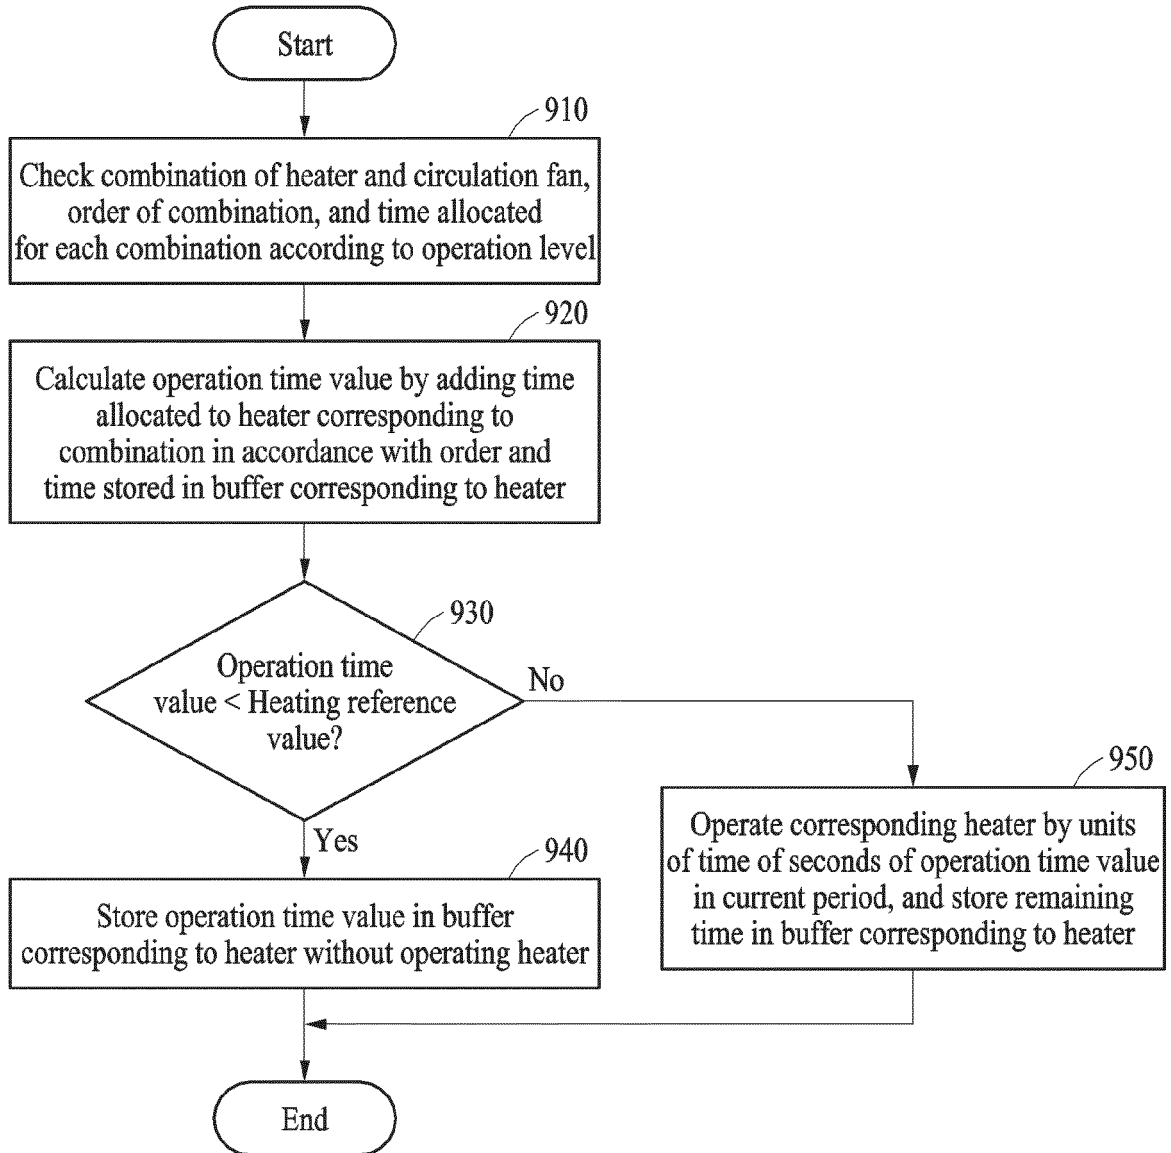 Start
910
Check combination of heater and circulation fan,
order of combination, and time allocated
for each combination according to operation level
920
Calculate operation time value by adding time
allocated to heater corresponding to
combination in accordance with order and
time stored in buffer corresponding to heater
930
Operation time
value < Heating reference
value?
No
Yes
940
Store operation time value in buffer
corresponding to heater without operating heater
950
Operate corresponding heater by units
of time of seconds of operation time value
in current period, and store remaining
time in buffer corresponding to heater
End